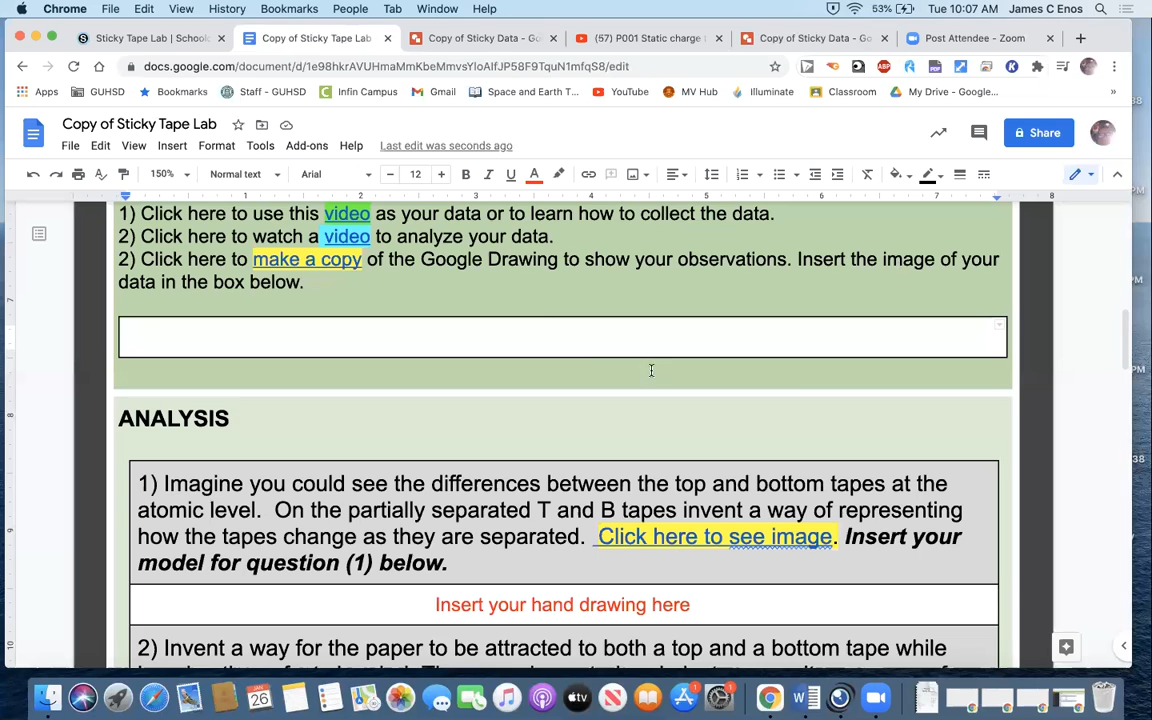 Chrome File Edit View History Bookmarks People Tab Window Help 53% Tue 10:07 AM James C Enos
Sticky Tape Lab | School Copy of Sticky Tape Lab Copy of Sticky Data - Go (57) P001 Static charge t Copy of Sticky Data - Go Post Attendee - Zoom
docs.google.com/document/d/1e98hkrAVUHmaMmKbeMmvsYloAlfJP58F9TquN1mfqS8/edit
Apps GUHSD Bookmarks Staff - GUHSD Infin Campus Gmail Space and Earth T... YouTube MV Hub Illuminate Classroom My Drive - Google... »
Copy of Sticky Tape Lab
Share
File Edit View Insert Format Tools Add-ons Help Last edit was seconds ago
150% Normal text Arial 12 B I U A
1 2 3 4 5 6 7 8
1) Click here to use this video as your data or to learn how to collect the data.
2) Click here to watch a video to analyze your data.
2) Click here to make a copy of the Google Drawing to show your observations. Insert the image of your
data in the box below.
ANALYSIS
1) Imagine you could see the differences between the top and bottom tapes at the
atomic level. On the partially separated T and B tapes invent a way of representing
how the tapes change as they are separated. Click here to see image. Insert your
model for question (1) below.
Insert your hand drawing here
2) Invent a way for the paper to be attracted to both a top and a bottom tape while